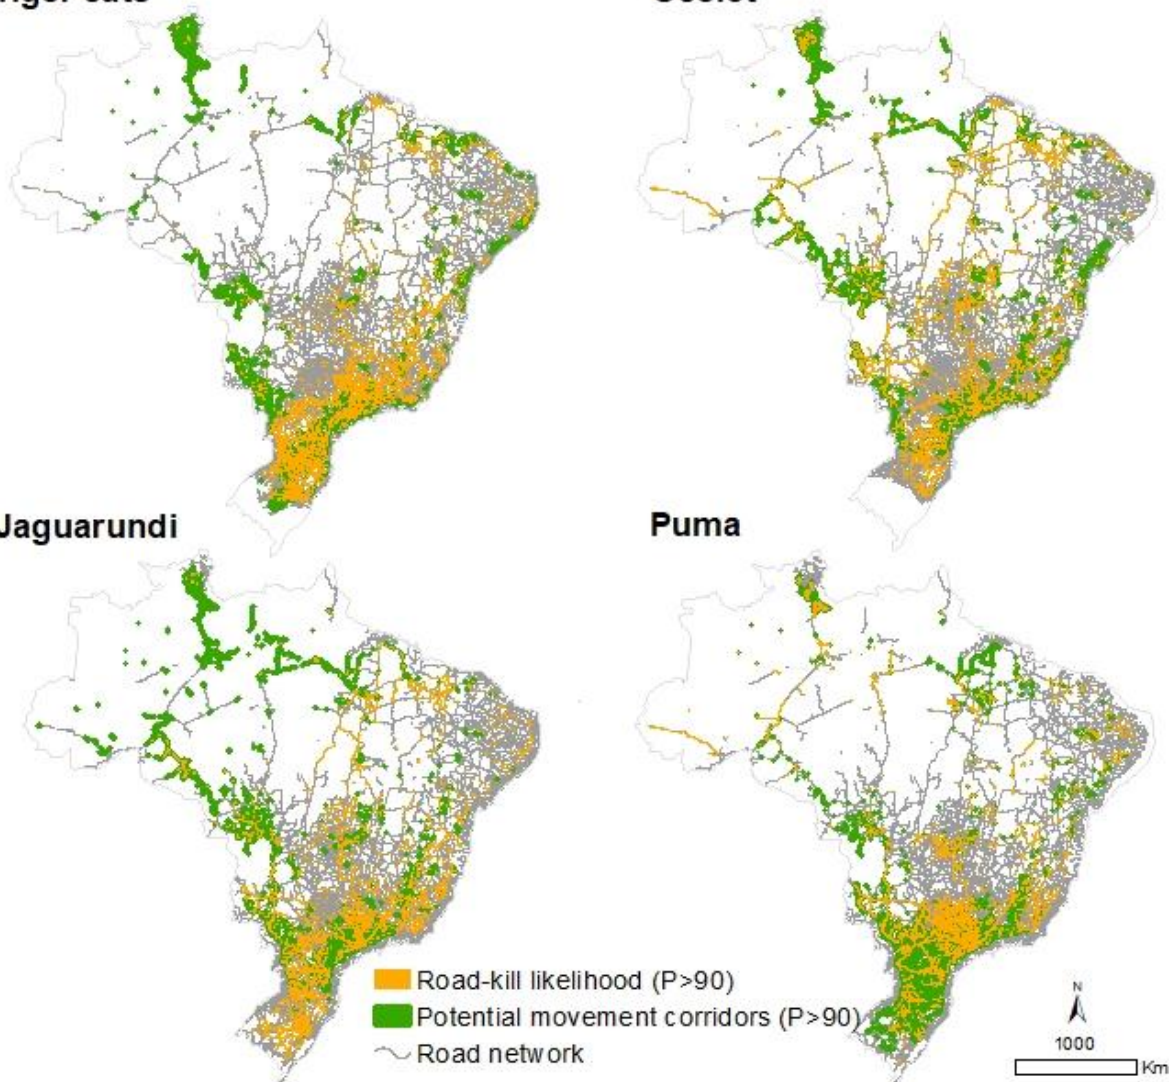 Jaguarundi
Puma
Road-kill likelihood (P>90)
Potential movement corridors (P>90)
Road network
N
1000
Km